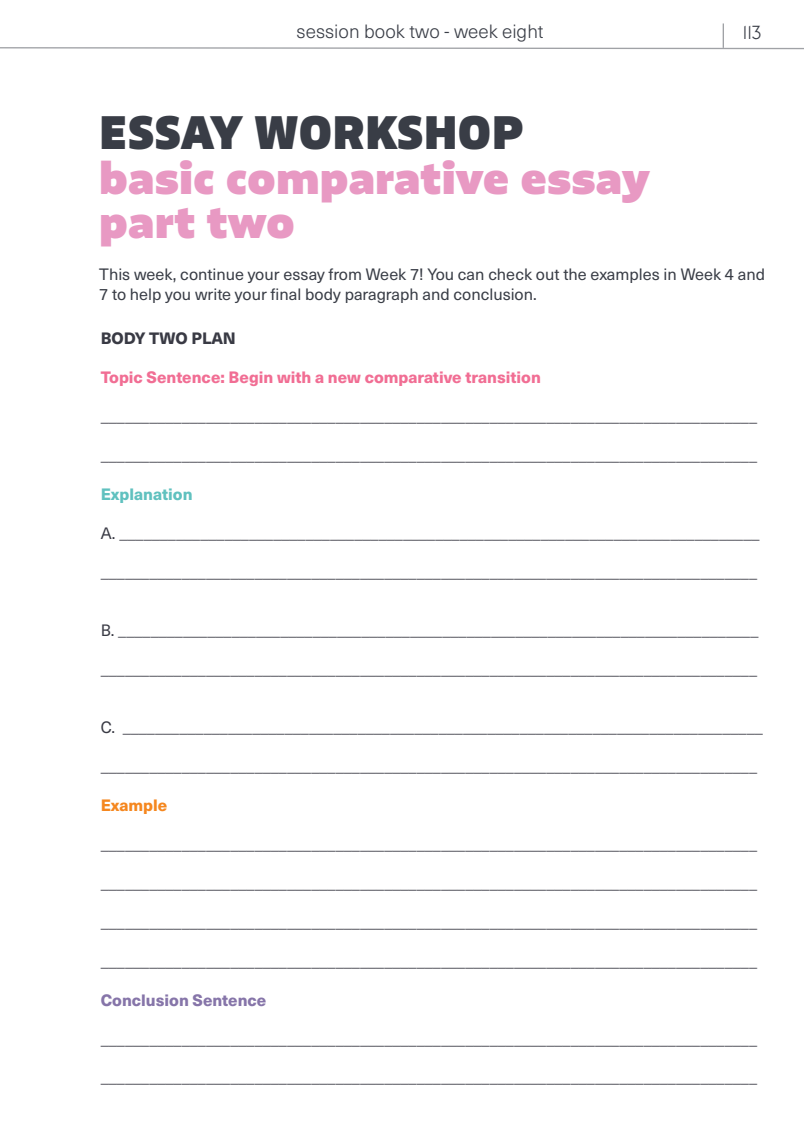 session book two - week eight
113
ESSAY WORKSHOP
basic comparative essay
part two
This week, continue your essay from Week 7! You can check out the examples in Week 4 and
7 to help you write your final body paragraph and conclusion.
BODY TWO PLAN
Topic Sentence: Begin with a new comparative transition
Explanation
A.
B.
C.
Example
Conclusion Sentence